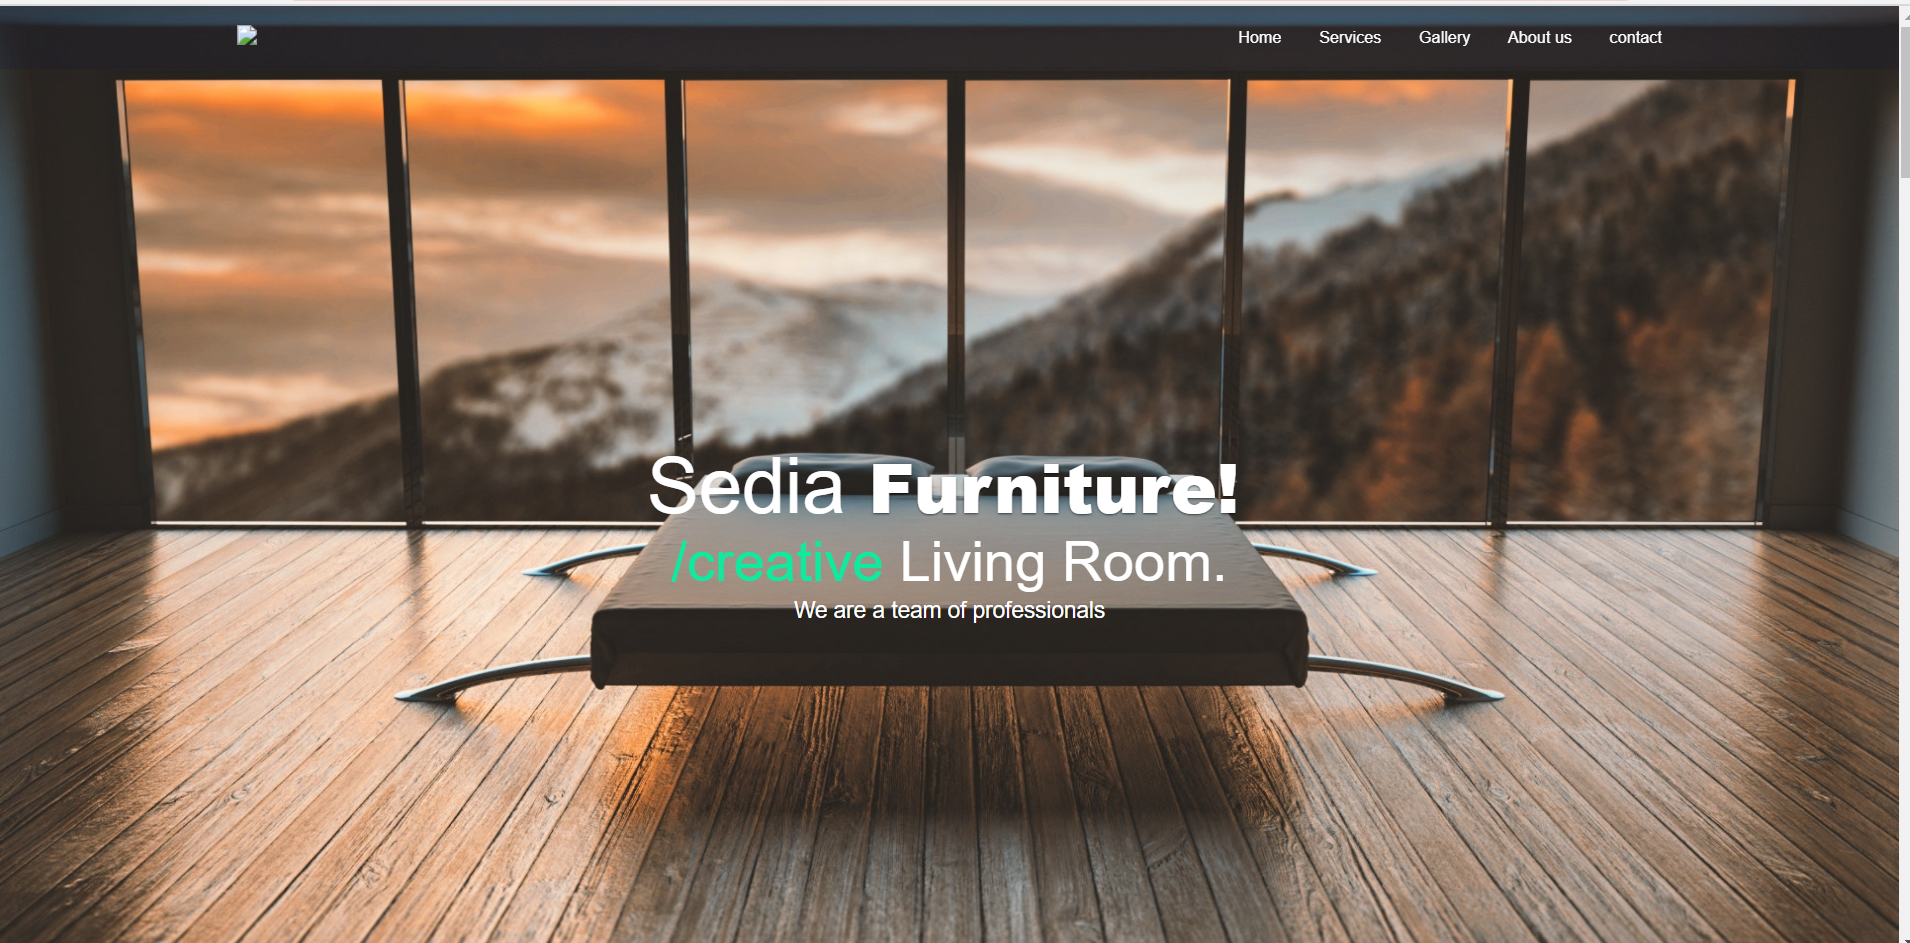 Home Services Gallery About us contact
Sedia Furniture!
/creative Living Room.
We are a team of professionals